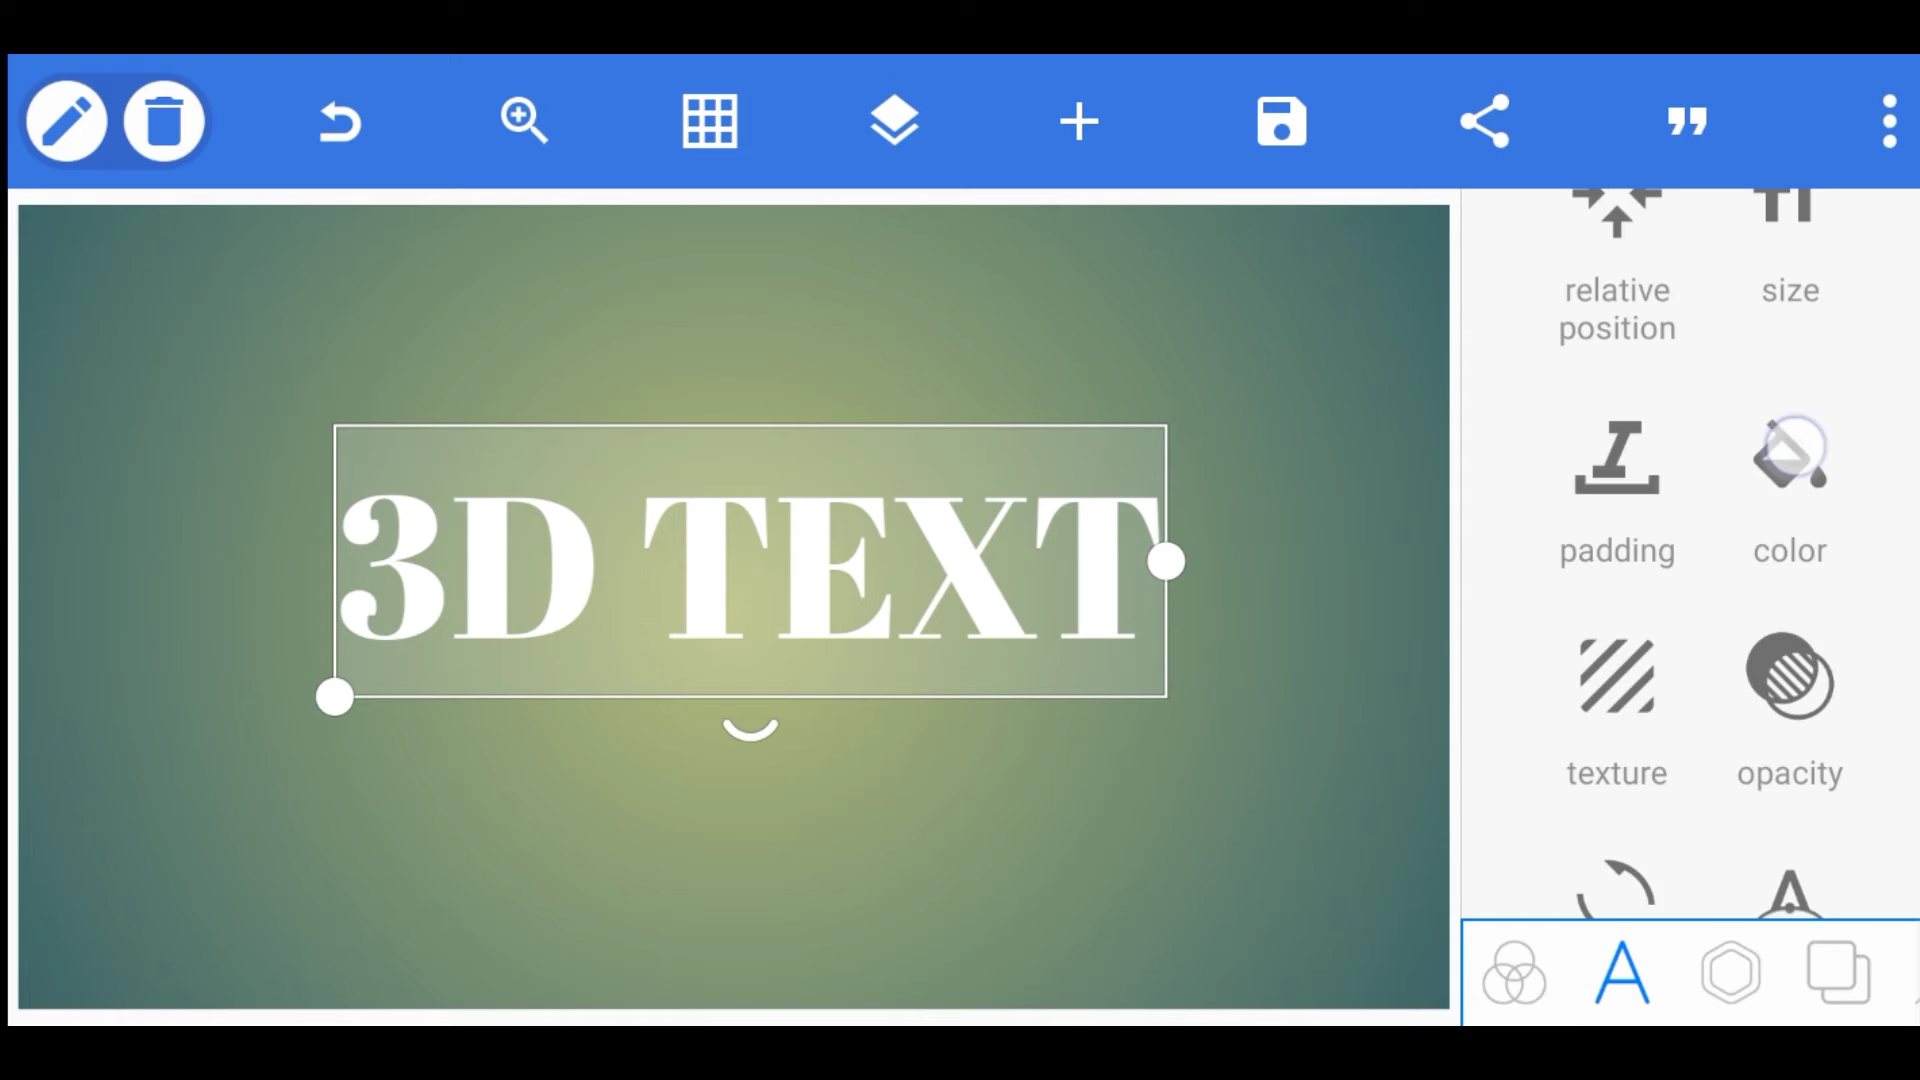 relative
position
size
3D TEXT
padding
color
texture
opacity